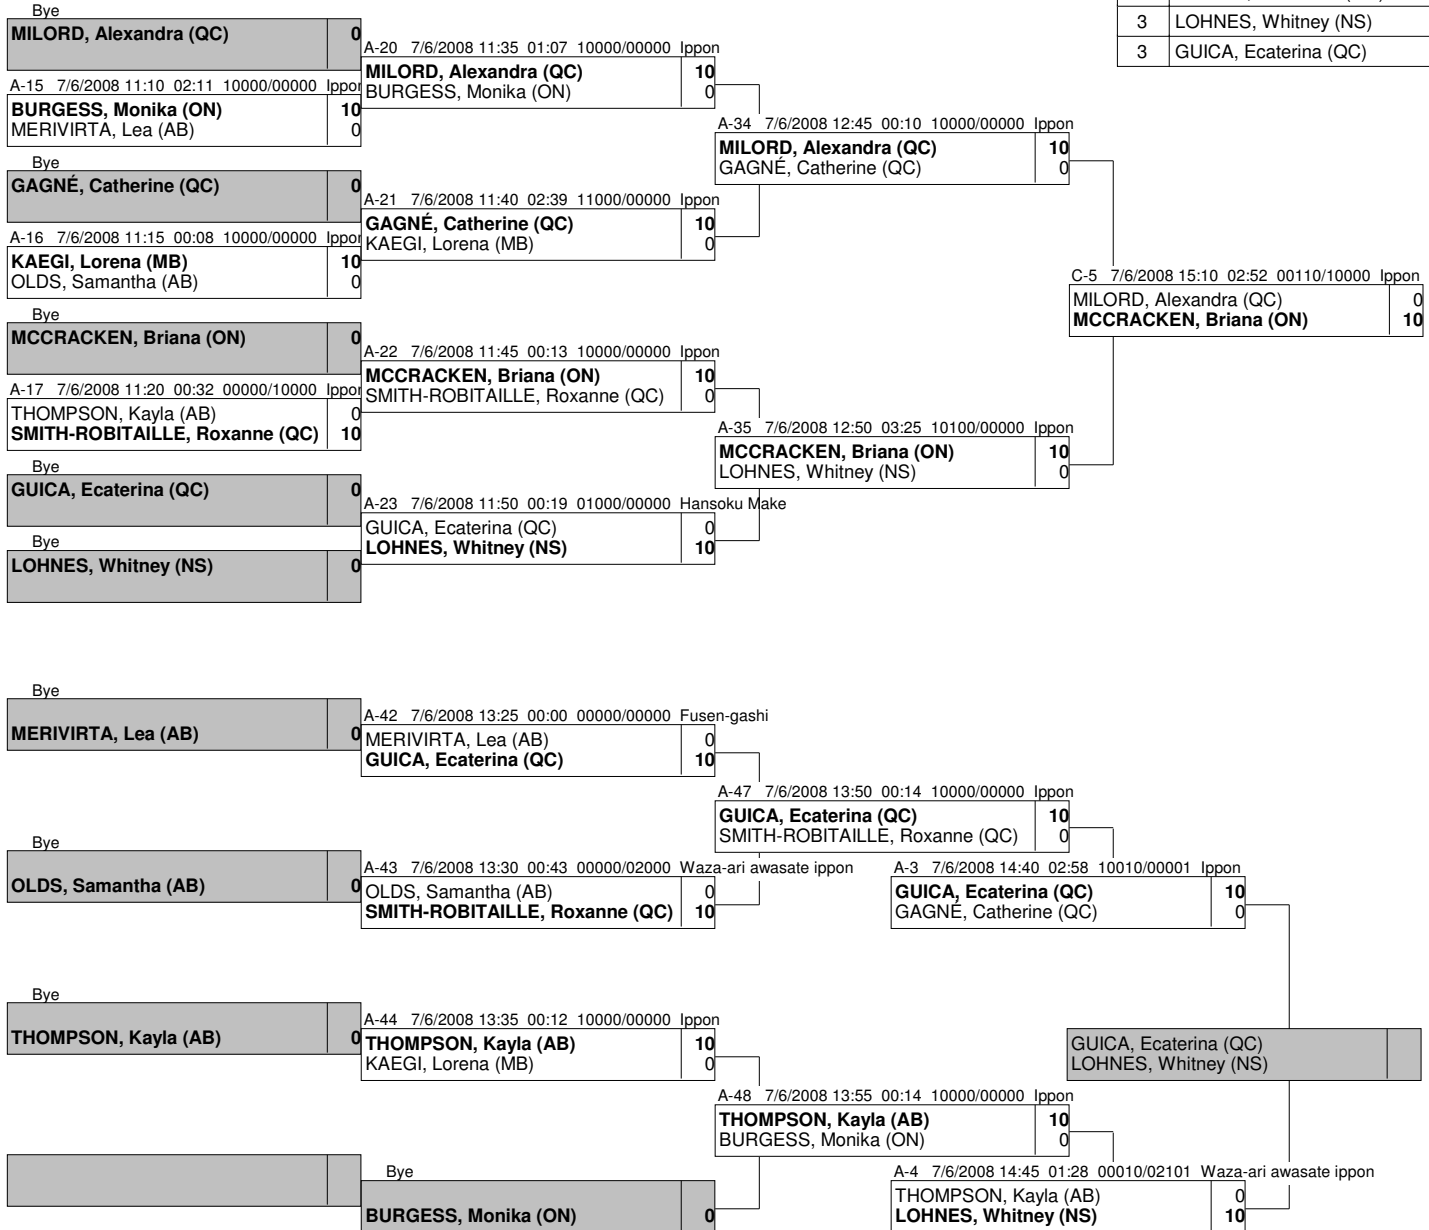 3 LOHNES, Whitney (NS)
3 GUICA, Ecaterina (QC)
Bye
MILORD, Alexandra (QC) 0
A-15 7/6/2008 11:10 02:11 10000/00000 Ippon
BURGESS, Monika (ON) 10
MERIVIRTA, Lea (AB) 0
Bye
GAGNÉ, Catherine (QC) 0
A-16 7/6/2008 11:15 00:08 10000/00000 Ippon
KAEGI, Lorena (MB) 10
OLDS, Samantha (AB) 0
Bye
MCCRACKEN, Briana (ON) 0
A-17 7/6/2008 11:20 00:32 00000/10000 Ippon
THOMPSON, Kayla (AB) 0
SMITH-ROBITAILLE, Roxanne (QC) 10
Bye
GUICA, Ecaterina (QC) 0
Bye
LOHNES, Whitney (NS) 0
A-20 7/6/2008 11:35 01:07 10000/00000 Ippon
MILORD, Alexandra (QC) 10
BURGESS, Monika (ON) 0
A-21 7/6/2008 11:40 02:39 11000/00000 Ippon
GAGNÉ, Catherine (QC) 10
KAEGI, Lorena (MB) 0
A-22 7/6/2008 11:45 00:13 10000/00000 Ippon
MCCRACKEN, Briana (ON) 10
SMITH-ROBITAILLE, Roxanne (QC) 0
A-23 7/6/2008 11:50 00:19 01000/00000 Hansoku Make
GUICA, Ecaterina (QC) 0
LOHNES, Whitney (NS) 10
A-34 7/6/2008 12:45 00:10 10000/00000 Ippon
MILORD, Alexandra (QC) 10
GAGNÉ, Catherine (QC) 0
A-35 7/6/2008 12:50 03:25 10100/00000 Ippon
MCCRACKEN, Briana (ON) 10
LOHNES, Whitney (NS) 0
C-5 7/6/2008 15:10 02:52 00110/10000 Ippon
MILORD, Alexandra (QC) 0
MCCRACKEN, Briana (ON) 10
Bye
MERIVIRTA, Lea (AB) 0
Bye
OLDS, Samantha (AB) 0
Bye
THOMPSON, Kayla (AB) 0
A-42 7/6/2008 13:25 00:00 00000/00000 Fusen-gashi
MERIVIRTA, Lea (AB) 0
GUICA, Ecaterina (QC) 10
A-43 7/6/2008 13:30 00:43 00000/02000 Waza-ari awasate ippon
OLDS, Samantha (AB) 0
SMITH-ROBITAILLE, Roxanne (QC) 10
A-44 7/6/2008 13:35 00:12 10000/00000 Ippon
THOMPSON, Kayla (AB) 10
KAEGI, Lorena (MB) 0
Bye
BURGESS, Monika (ON) 0
A-47 7/6/2008 13:50 00:14 10000/00000 Ippon
GUICA, Ecaterina (QC) 10
SMITH-ROBITAILLE, Roxanne (QC) 0
A-48 7/6/2008 13:55 00:14 10000/00000 Ippon
THOMPSON, Kayla (AB) 10
BURGESS, Monika (ON) 0
A-3 7/6/2008 14:40 02:58 10010/00001 Ippon
GUICA, Ecaterina (QC) 10
GAGNÉ, Catherine (QC) 0
A-4 7/6/2008 14:45 01:28 00010/02101 Waza-ari awasate ippon
THOMPSON, Kayla (AB) 0
LOHNES, Whitney (NS) 10
GUICA, Ecaterina (QC)
LOHNES, Whitney (NS)